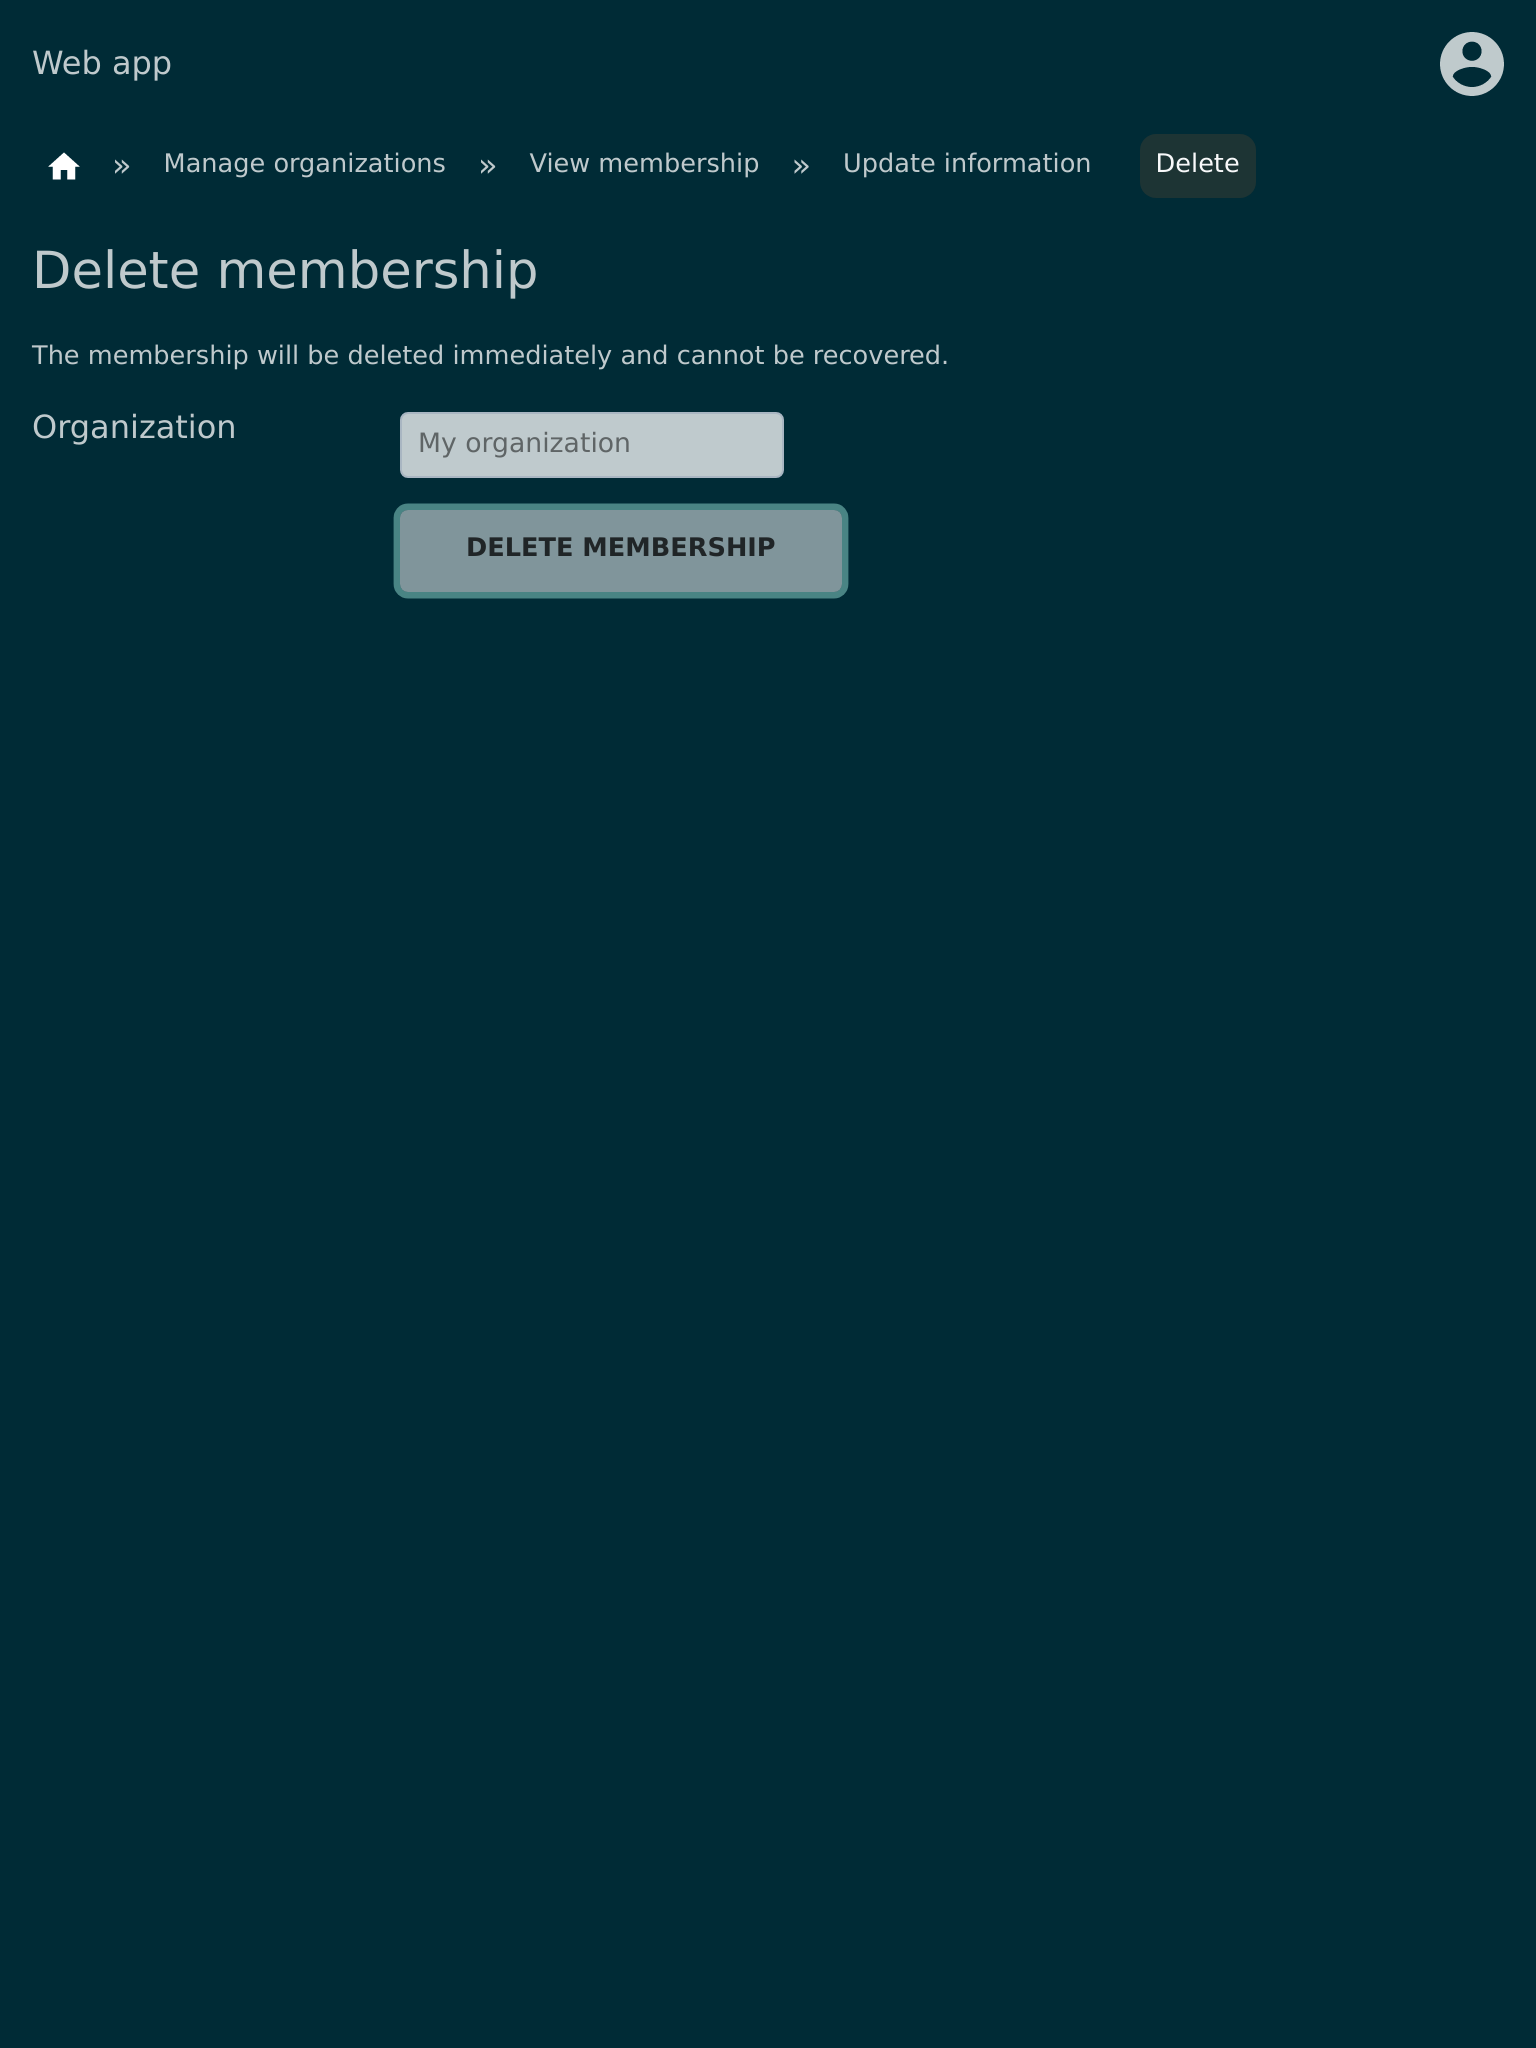 Web app
» Manage organizations » View membership » Update information Delete
Delete membership
The membership will be deleted immediately and cannot be recovered.
Organization My organization
DELETE MEMBERSHIP